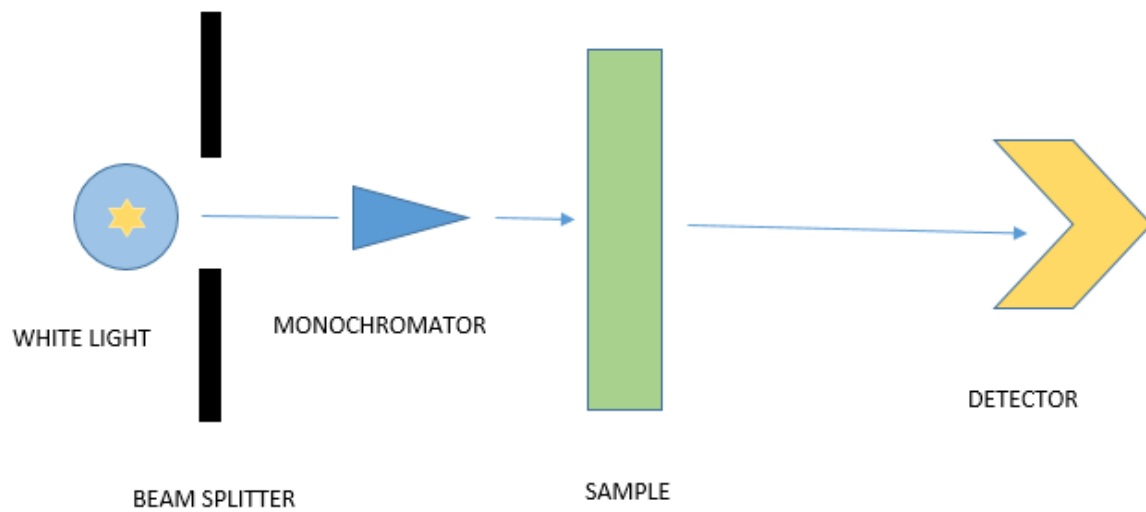 WHITE LIGHT
MONOCHROMATOR
DETECTOR
BEAM SPLITTER
SAMPLE